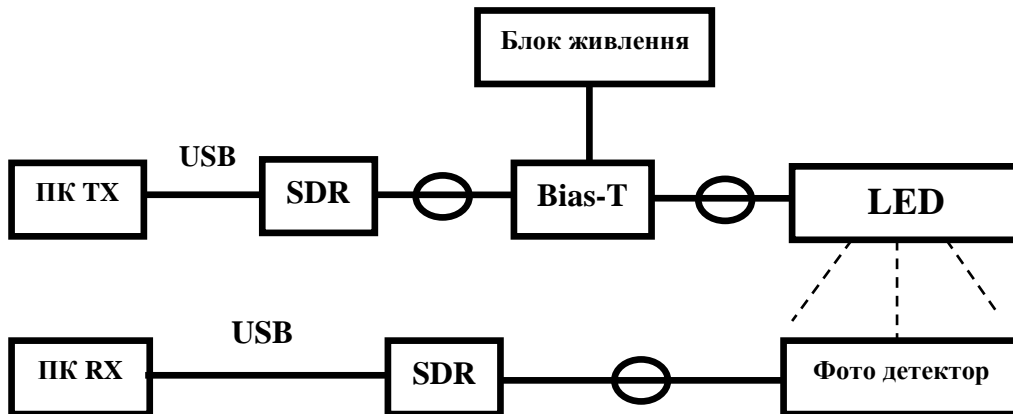 Блок живлення
USB
ПК TX
SDR
Bias-T
LED
USB
ПК RX
SDR
Фото детектор